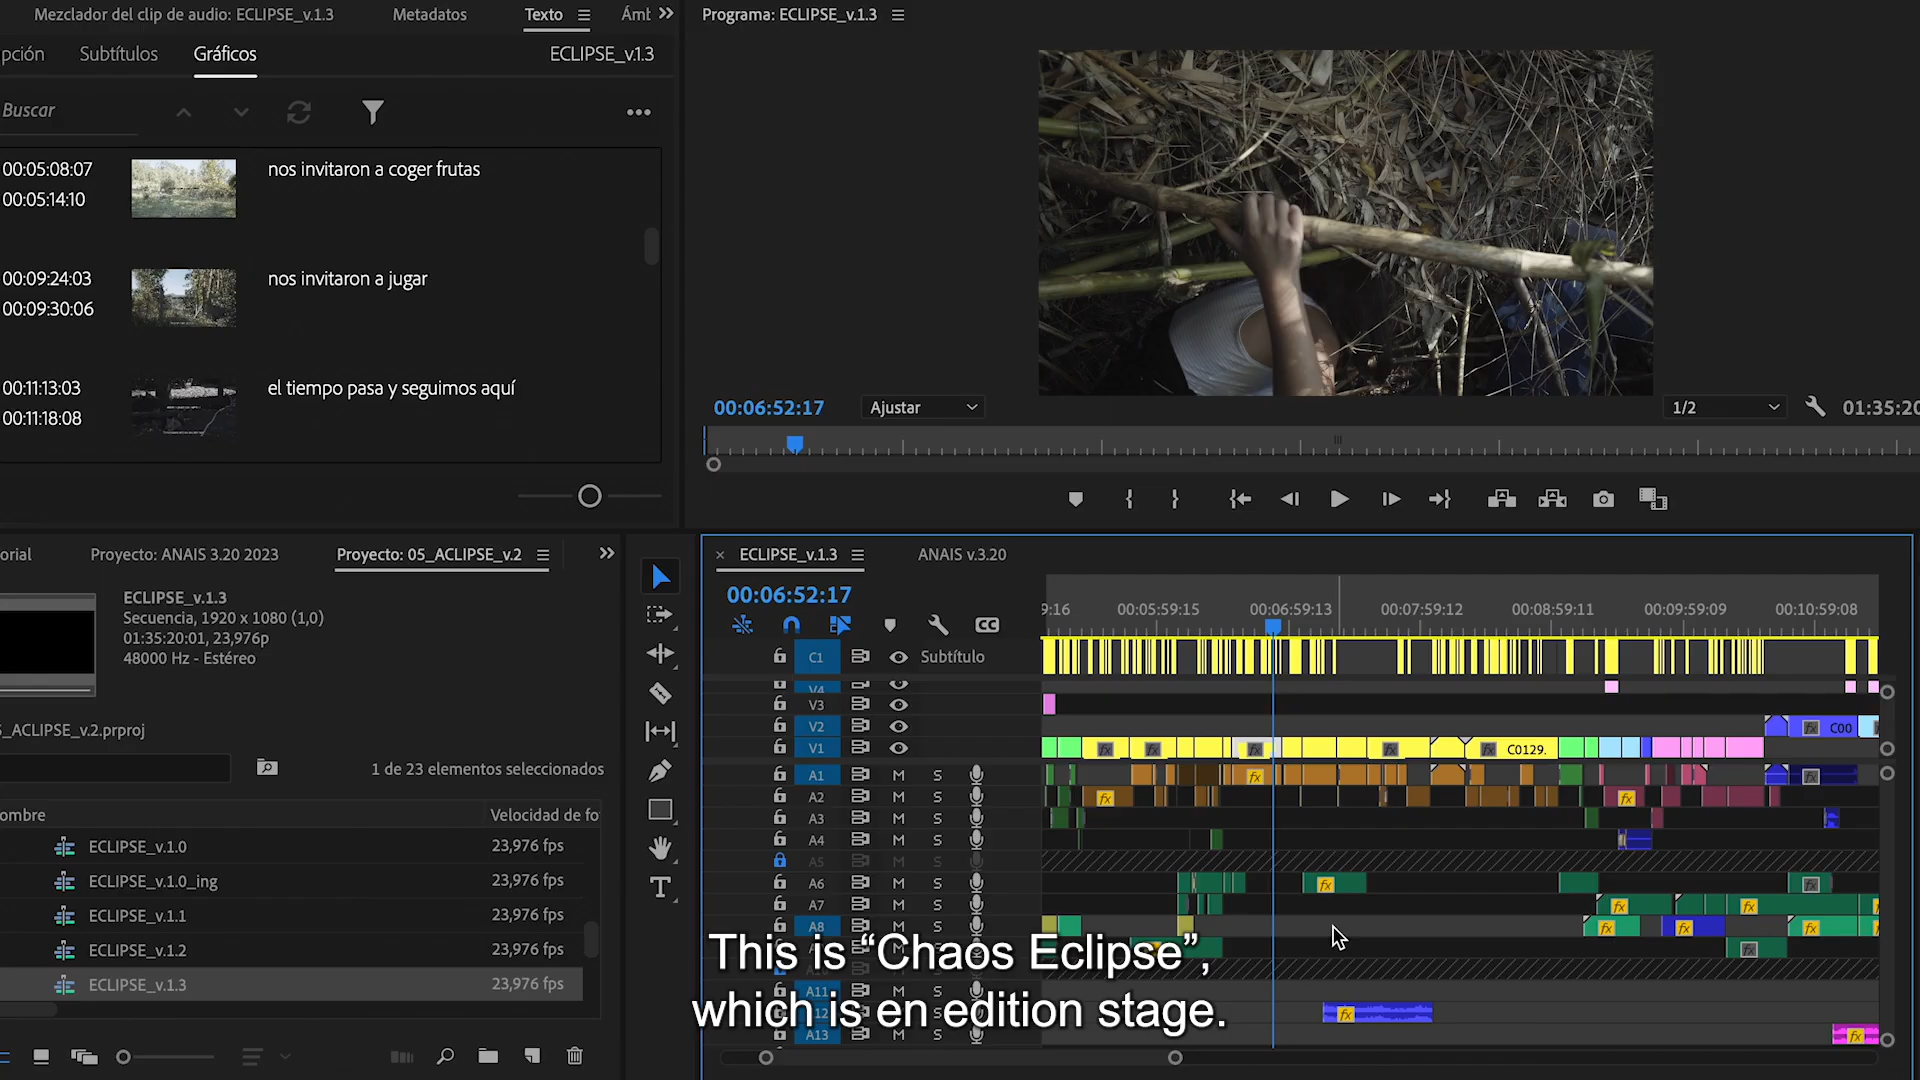 Mezclador del clip de audio: ECLIPSE_v.1.3
Metadatos
Texto
Ámb
Programa: ECLIPSE_v.1.3
pción
Subtítulos
Gráficos
ECLIPSE_v.1.3
Buscar
00:05:08:07
00:05:14:10
nos invitaron a coger frutas
00:09:24:03
00:09:30:06
nos invitaron a jugar
00:11:13:03
00:11:18:08
el tiempo pasa y seguimos aquí
00:06:52:17
Ajustar
1/2
01:35:20
orial
Proyecto: ANAIS 3.20 2023
Proyecto: 05_ACLIPSE_v.2
ECLIPSE_v.1.3
Secuencia, 1920 x 1080 (1,0)
01:35:20:01, 23,976p
48000 Hz - Estéreo
_ACLIPSE_v.2.prproj
1 de 23 elementos seleccionados
ombre
Velocidad de fo
ECLIPSE_v.1.0
23,976 fps
ECLIPSE_v.1.0_ing
23,976 fps
ECLIPSE_v.1.1
23,976 fps
ECLIPSE_v.1.2
23,976 fps
ECLIPSE_v.1.3
23,976 fps
ECLIPSE_v.1.3
ANAIS v.3.20
00:06:52:17
9:16
00:05:59:15
00:06:59:13
00:07:59:12
00:08:59:11
00:09:59:09
00:10:59:08
CC
C1
Subtítulo
V4
V3
V2
C00
V1
fx
fx
fx
fx
fx
C0129.
A1 M S
A2 M S
A3 M S
A4 M S
A5 M S
A6 M S
A7 M S
A8 M S
A11 M S
A13 M S
This is “Chaos Eclipse”,
which is en edition stage.